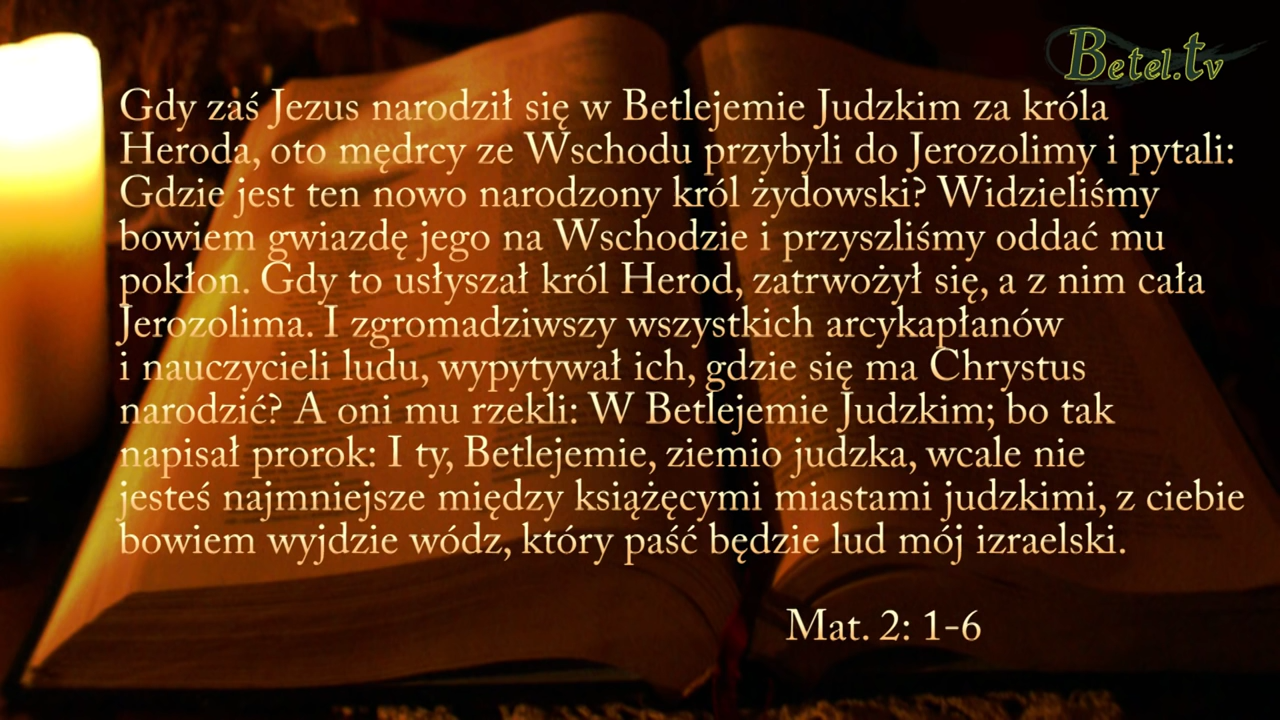 Betel.tv
Gdy zaś Jezus narodził się w Betlejemie Judzkim za króla
Heroda, oto mędrcy ze Wschodu przybyli do Jerozolimy i pytali:
Gdzie jest ten nowo narodzony król żydowski? Widzieliśmy
bowiem gwiazdę jego na Wschodzie i przyszliśmy oddać mu
pokłon. Gdy to usłyszał król Herod, zatrwożył się, a z nim cała
Jerozolima. I zgromadziwszy wszystkich arcykapłanów
i nauczycieli ludu, wypytywał ich, gdzie się ma Chrystus
narodzić? A oni mu rzekli: W Betlejemie Judzkim; bo tak
napisał prorok: I ty, Betlejemie, ziemio judzka, wcale nie
jesteś najmniejsze między książęcymi miastami judzkimi, z ciebie
bowiem wyjdzie wódz, który paść będzie lud mój izraelski.
Mat. 2: 1-6